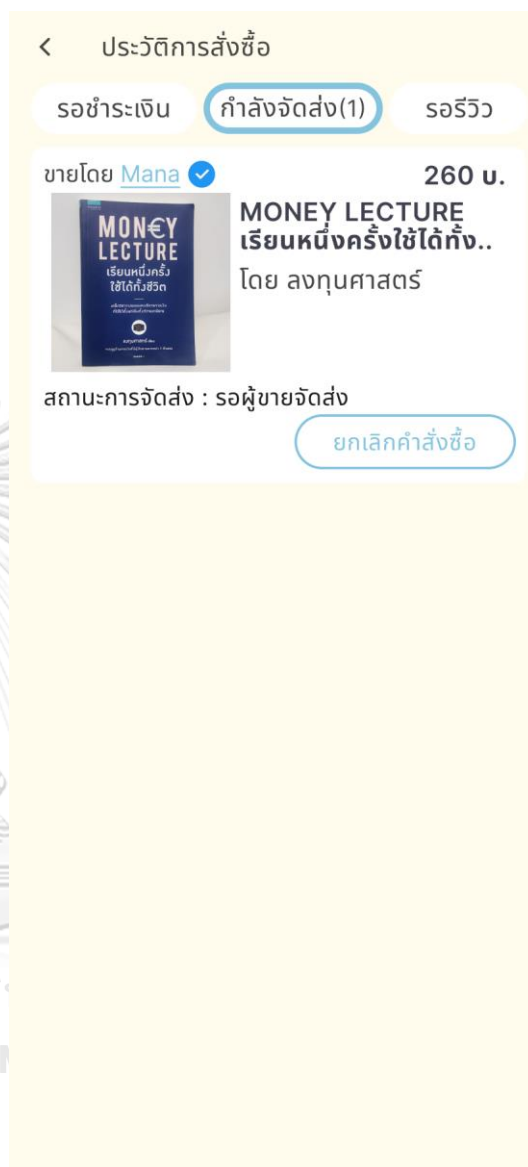 ประวัติการสั่งซื้อ
รอชำระเงิน กำลังจัดส่ง(1) รอรีวิว
ขายโดย Mana 260 บ.
MONEY LECTURE
เรียนหนึ่งครั้งใช้ได้ทั้ง..
โดย ลงทุนศาสตร์
MON€Y
LECTURE
เรียนหนึ่งครั้ง
ใช้ได้ทั้งชีวิต
สถานะการจัดส่ง : รอผู้ขายจัดส่ง
ยกเลิกคำสั่งซื้อ